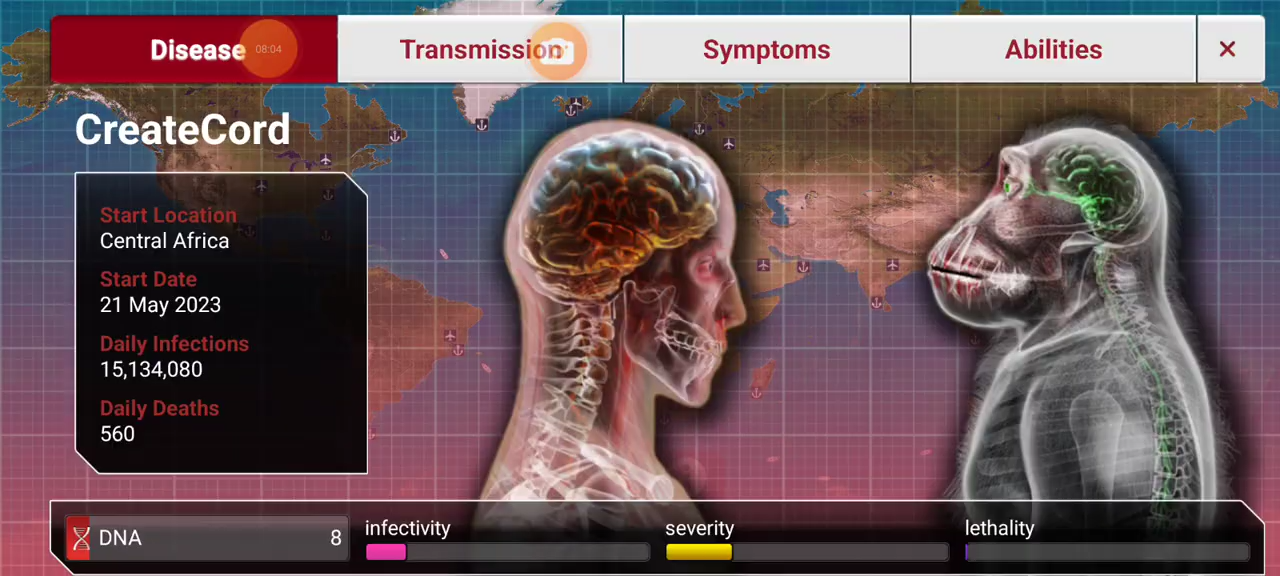 Disease
08:04
Transmission
Symptoms
Abilities
×
CreateCord
Start Location
Central Africa
Start Date
21 May 2023
Daily Infections
15,134,080
Daily Deaths
560
DNA
8
infectivity
severity
lethality